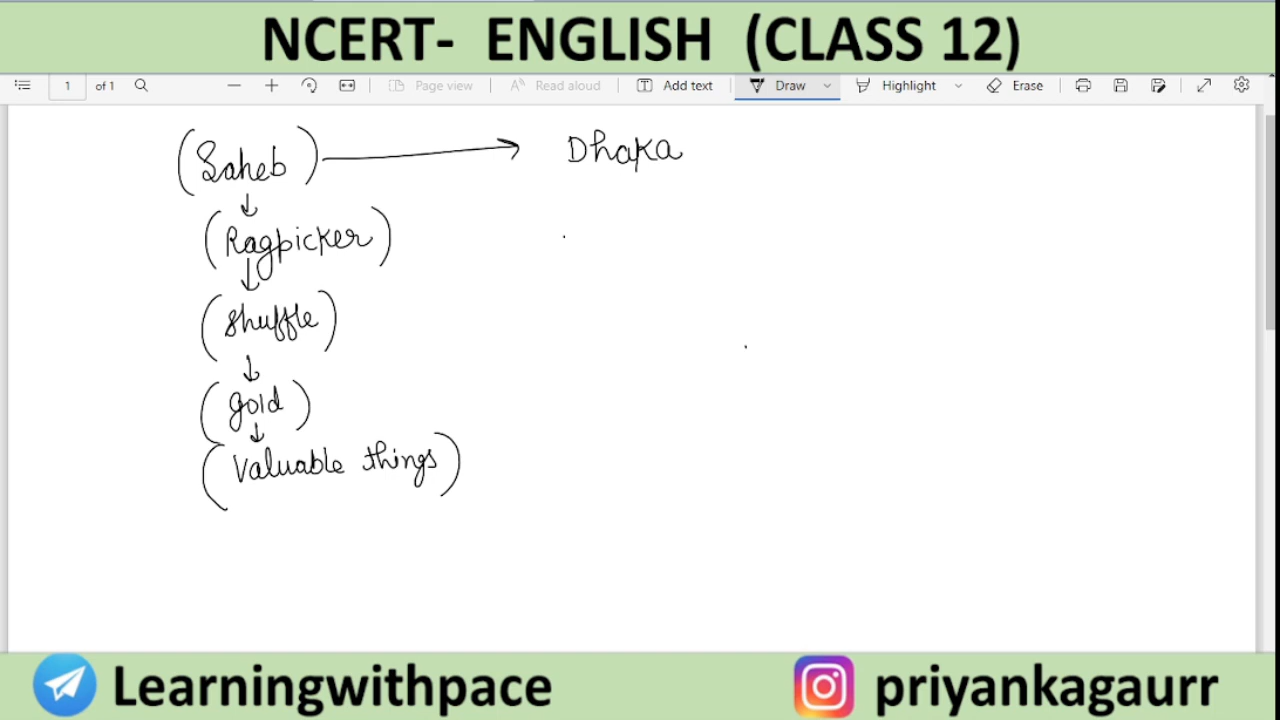 NCERT- ENGLISH (CLASS 12)
1 of 1 Page view Read aloud Add text Draw Highlight Erase
(Saheb) → Dhaka
↓
(Ragpicker)
↓
(Shuffle)
↓
(gold)
↓
(Valuable things)
Learningwithpace priyankagaurr